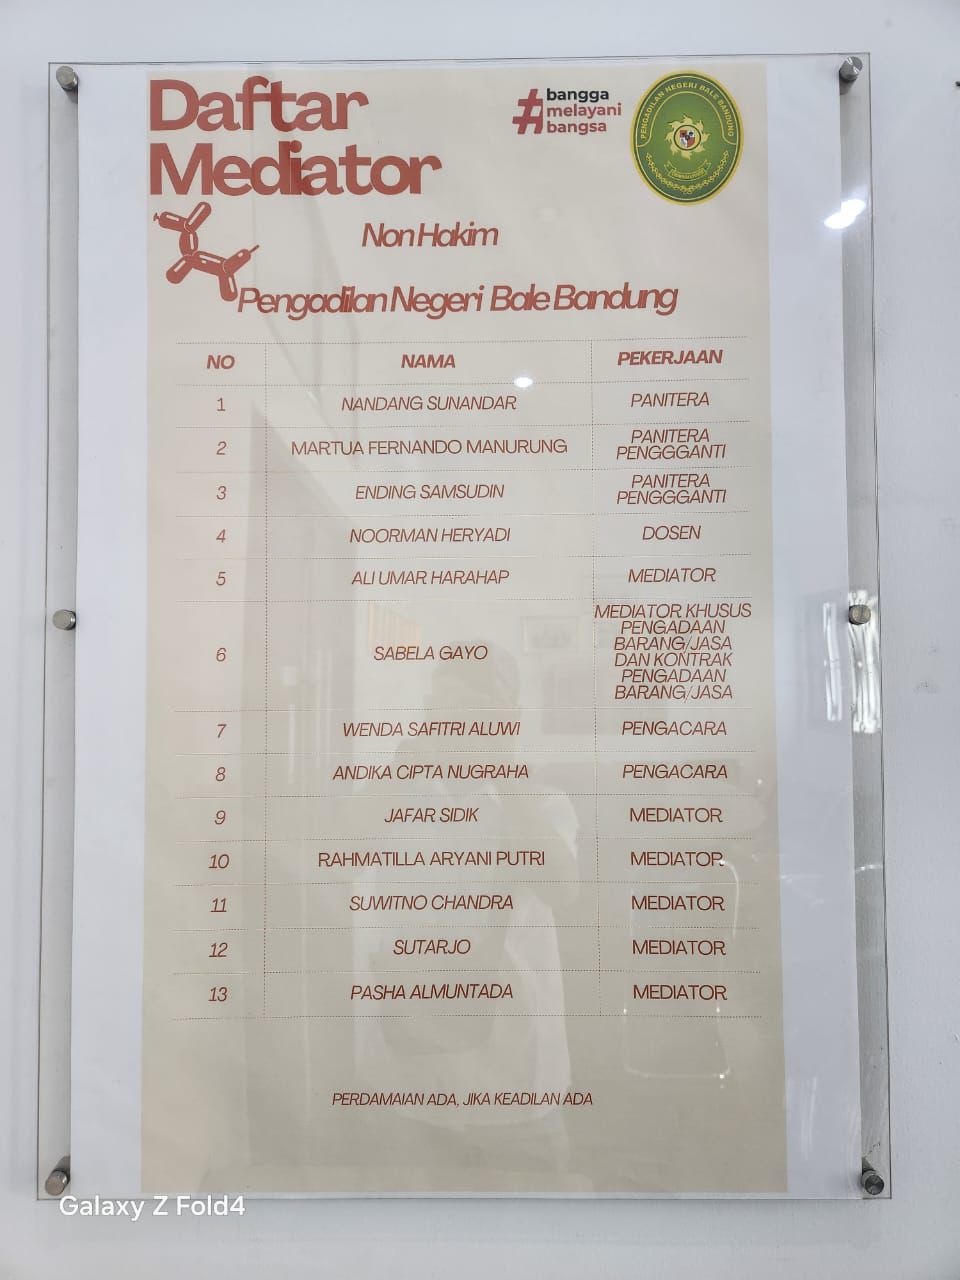 Daftar
Mediator
#bangga
melayani
bangsa
PENGADILAN NEGERI BALE BANDUNG
Non Hakim
Pengadilan Negeri Bale Bandung
NO NAMA PEKERJAAN
1 NANDANG SUNANDAR PANITERA
2 MARTUA FERNANDO MANURUNG PANITERA
PENGGGANTI
3 ENDING SAMSUDIN PANITERA
PENGGGANTI
4 NOORMAN HERYADI DOSEN
5 ALI UMAR HARAHAP MEDIATOR
6 SABELA GAYO MEDIATOR KHUSUS
PENGADAAN
BARANG/JASA
DAN KONTRAK
PENGADAAN
BARANG/JASA
7 WENDA SAFITRI ALUWI PENGACARA
8 ANDIKA CIPTA NUGRAHA PENGACARA
9 JAFAR SIDIK MEDIATOR
10 RAHMATILLA ARYANI PUTRI MEDIATOR
11 SUWITNO CHANDRA MEDIATOR
12 SUTARJO MEDIATOR
13 PASHA ALMUNTADA MEDIATOR
PERDAMAIAN ADA, JIKA KEADILAN ADA
Galaxy Z Fold4